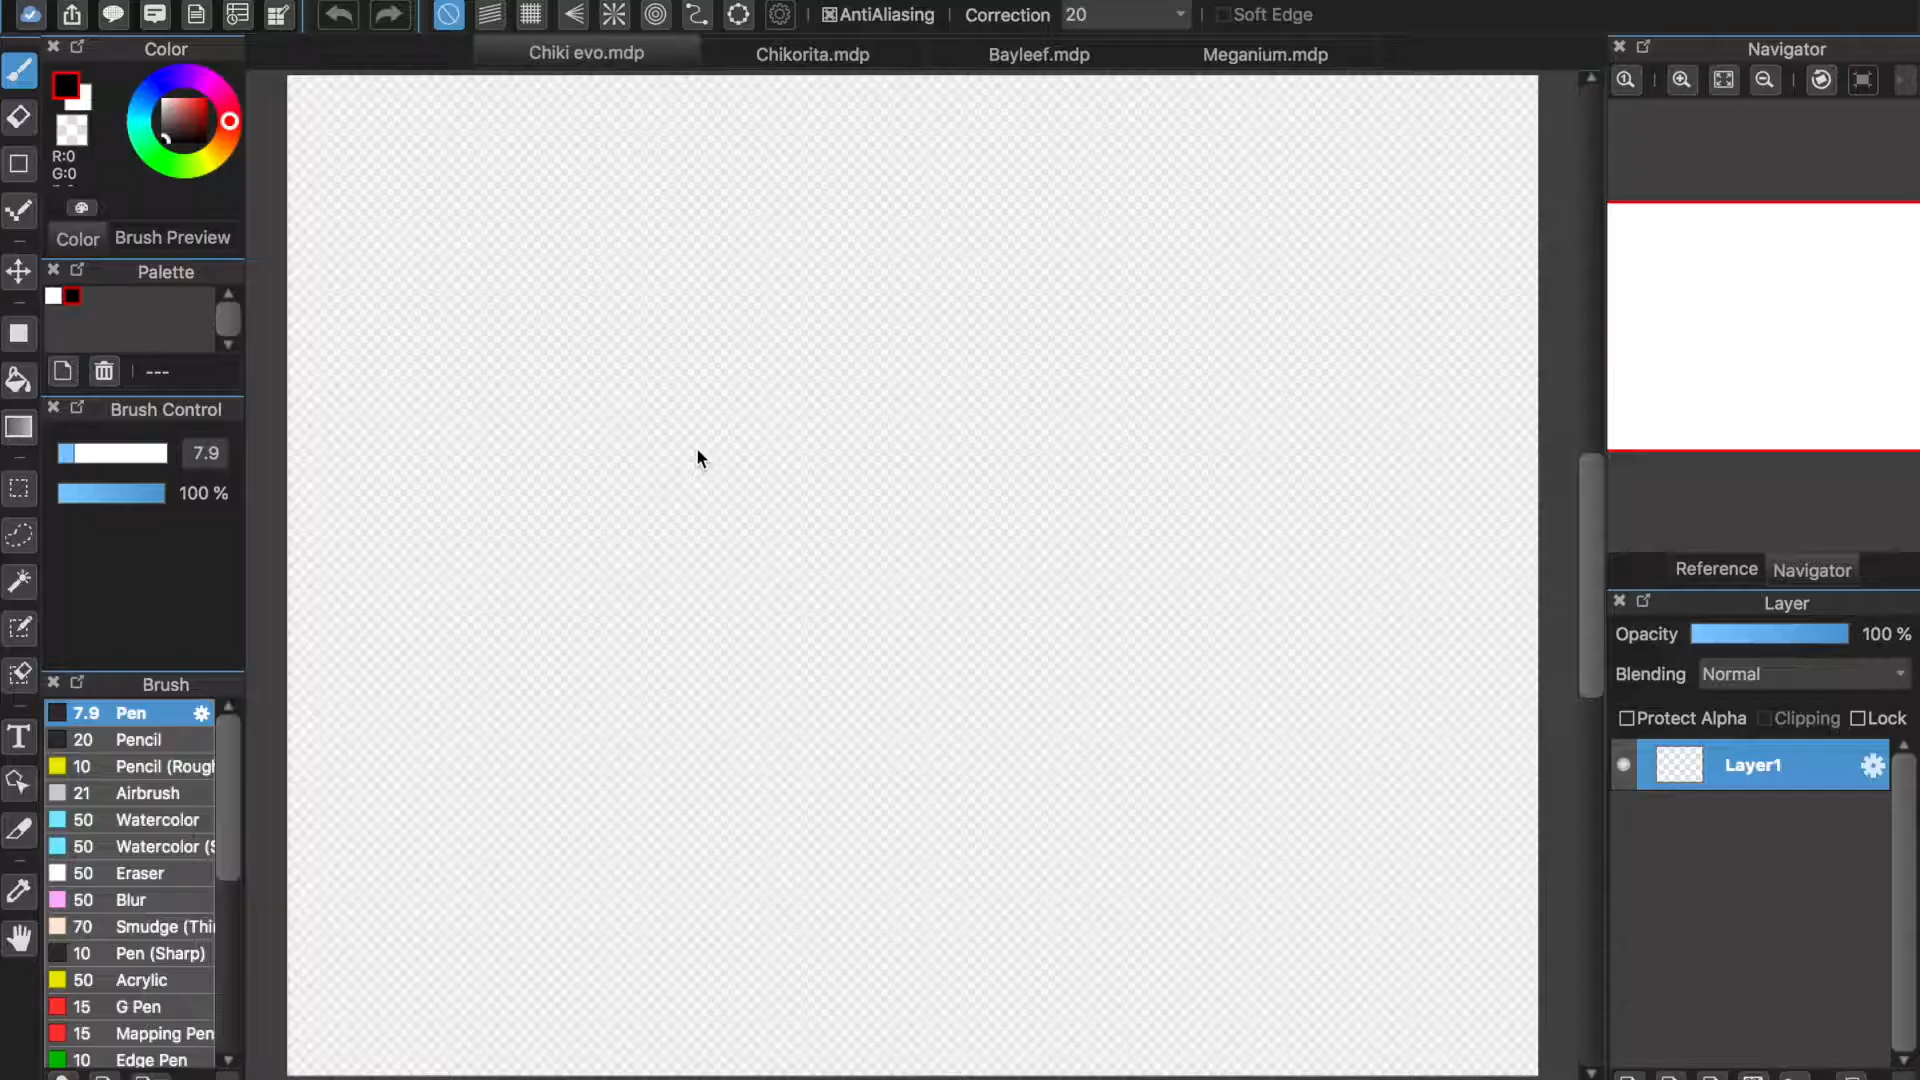 AntiAliasing
Correction 20
Soft Edge
Chiki evo.mdp
Chikorita.mdp
Bayleef.mdp
Meganium.mdp
Color
R:0
G:0
Color
Brush Preview
Palette
---
Brush Control
7.9
100 %
Brush
7.9 Pen
20 Pencil
10 Pencil (Rough
21 Airbrush
50 Watercolor
50 Watercolor (S
50 Eraser
50 Blur
70 Smudge (Thi
10 Pen (Sharp)
50 Acrylic
15 G Pen
15 Mapping Pen
10 Edge Pen
T
Navigator
Reference
Navigator
Layer
Opacity 100 %
Blending Normal
Protect Alpha Clipping Lock
Layer1